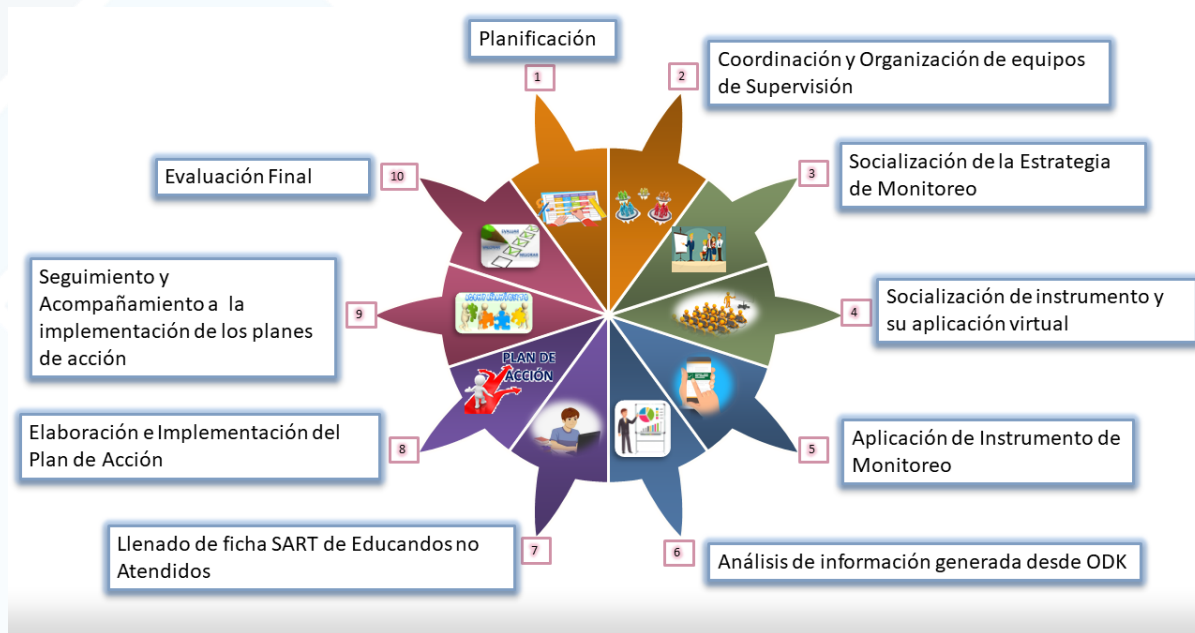 1
Planificación
2
Coordinación y Organización de equipos
de Supervisión
3
Socialización de la Estrategia
de Monitoreo
4
Socialización de instrumento y
su aplicación virtual
5
Aplicación de Instrumento de
Monitoreo
6
Análisis de información generada desde ODK
7
Llenado de ficha SART de Educandos no
Atendidos
8
Elaboración e Implementación del
Plan de Acción
PLAN DE
ACCIÓN
9
Seguimiento y
Acompañamiento a la
implementación de los planes
de acción
10
Evaluación Final